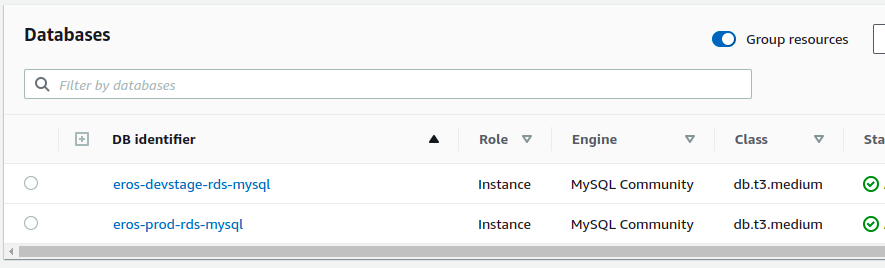 Databases
Group resources
Filter by databases
DB identifier Role Engine Class
eros-devstage-rds-mysql Instance MySQL Community db.t3.medium
eros-prod-rds-mysql Instance MySQL Community db.t3.medium